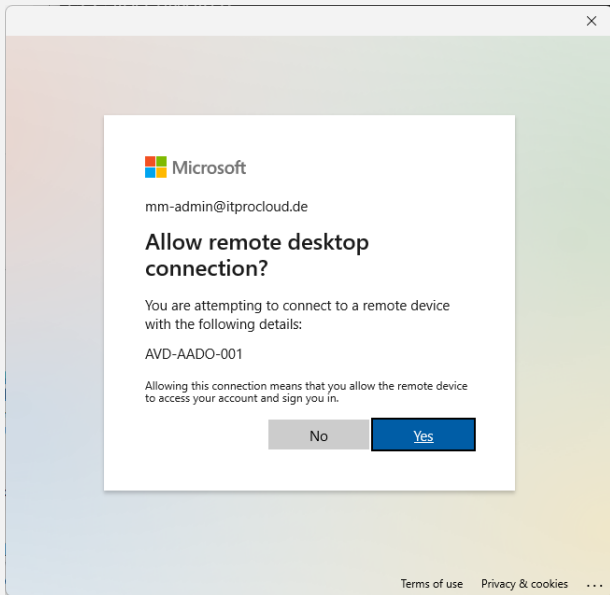 Microsoft
mm-admin@itprocloud.de
Allow remote desktop
connection?
You are attempting to connect to a remote device
with the following details:
AVD-AADO-001
Allowing this connection means that you allow the remote device
to access your account and sign you in.
No
Yes
Terms of use Privacy & cookies ...